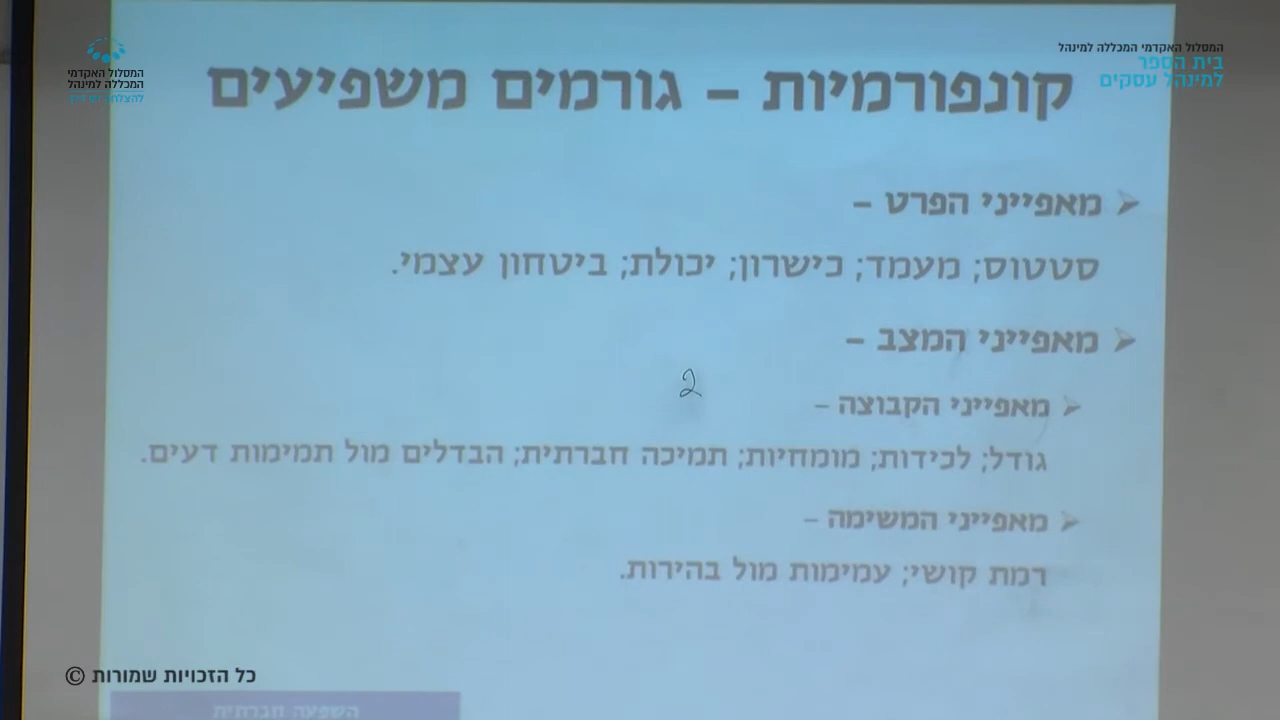 המסלול האקדמי המכללה למינהל
בית הספר
למינהל עסקים
המסלול האקדמי
המכללה למינהל
קונפורמיות – גורמים משפיעים
מאפייני הפרט –
סטטוס; מעמד; כישרון; יכולת; ביטחון עצמי.
מאפייני המצב –
2
מאפייני הקבוצה –
גודל; לכידות; מומחיות; תמיכה חברתית; הבדלים מול תמימות דעים.
מאפייני המשימה –
רמת קושי; עמימות מול בהירות.
כל הזכויות שמורות ©
השפעה חברתית